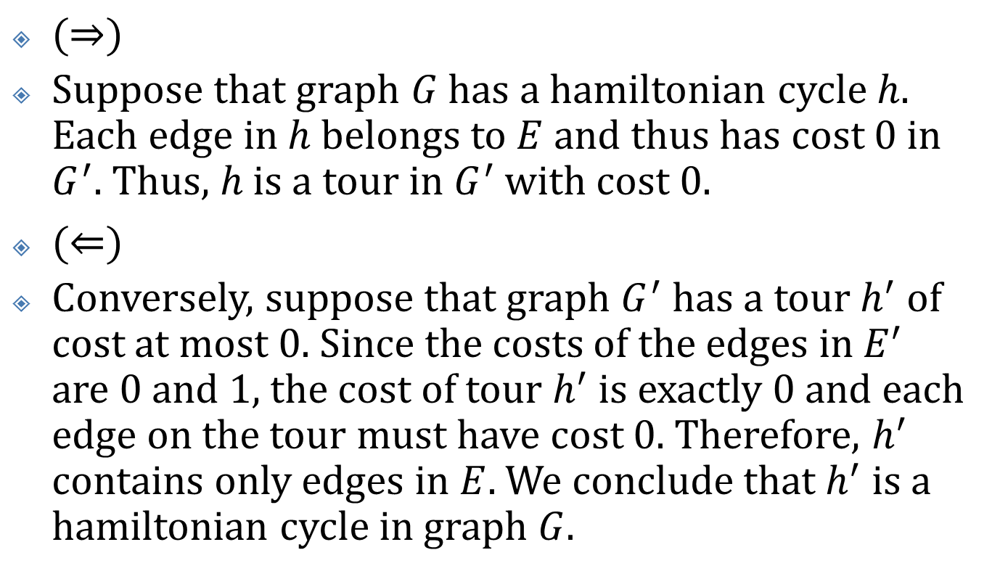 (⇒)
Suppose that graph G has a hamiltonian cycle h.
Each edge in h belongs to E and thus has cost 0 in
G′. Thus, h is a tour in G′ with cost 0.
(⇐)
Conversely, suppose that graph G′ has a tour h′ of
cost at most 0. Since the costs of the edges in E′
are 0 and 1, the cost of tour h′ is exactly 0 and each
edge on the tour must have cost 0. Therefore, h′
contains only edges in E. We conclude that h′ is a
hamiltonian cycle in graph G.